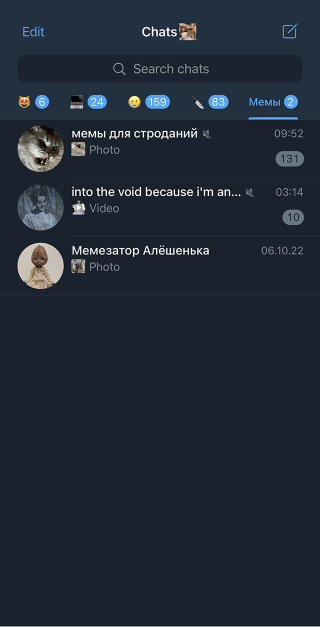 Edit
Chats
Search chats
6
24
159
83
Мемы 2
мемы для строданий 09:52
Photo
131
into the void because i'm an... 03:14
Video
10
Мемезатор Алёшенька 06.10.22
Photo